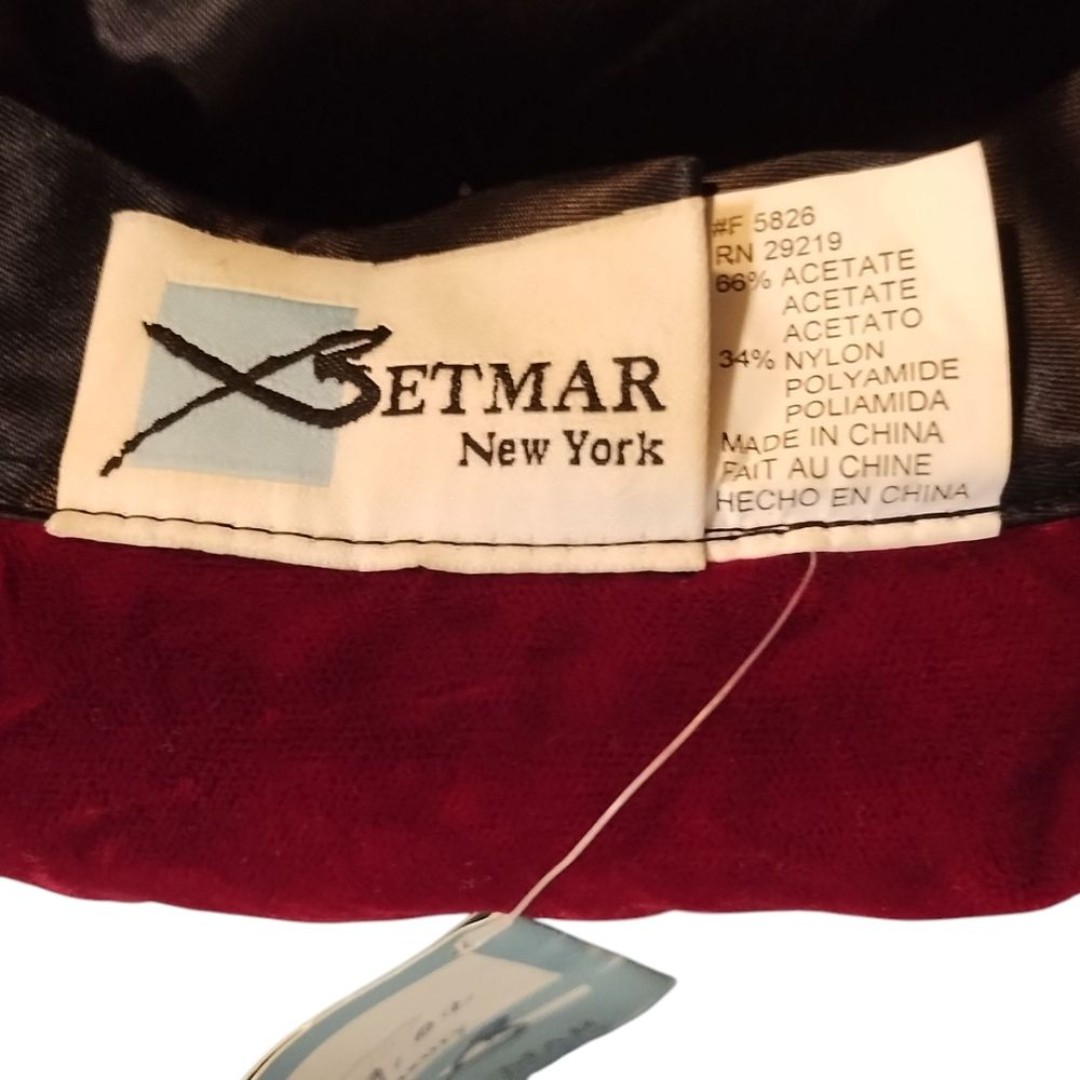 SETMAR
New York
#F 5826
RN 29219
66% ACETATE
ACETATE
ACETATO
34% NYLON
POLYAMIDE
POLIAMIDA
MADE IN CHINA
FAIT AU CHINE
HECHO EN CHINA